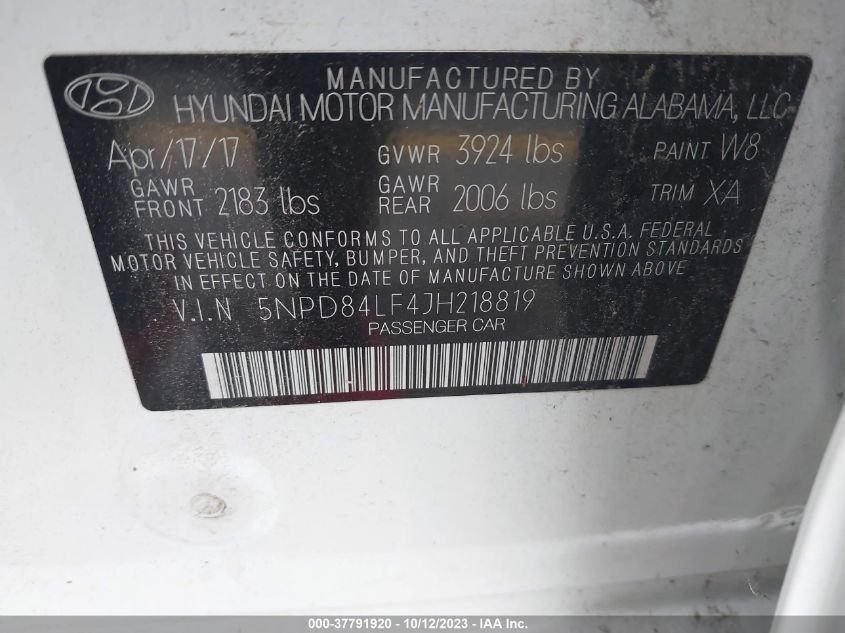 MANUFACTURED BY
HYUNDAI MOTOR MANUFACTURING ALABAMA, LLC
Apr/17/17 GVWR 3924 lbs PAINT W8
GAWR FRONT 2183 lbs GAWR REAR 2006 lbs TRIM XA
THIS VEHICLE CONFORMS TO ALL APPLICABLE U.S.A. FEDERAL
MOTOR VEHICLE SAFETY, BUMPER, AND THEFT PREVENTION STANDARDS
IN EFFECT ON THE DATE OF MANUFACTURE SHOWN ABOVE
V.I.N 5NPD84LF4JH218819
PASSENGER CAR
000-37791920 - 10/12/2023 - IAA Inc.